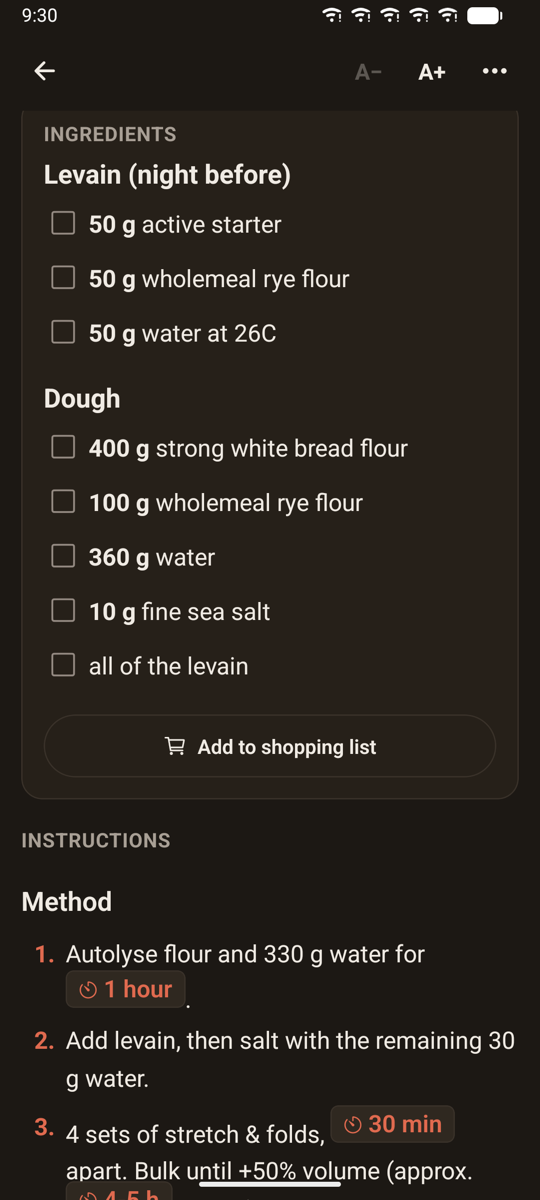 9:30
A− A+
INGREDIENTS
Levain (night before)
50 g active starter
50 g wholemeal rye flour
50 g water at 26C
Dough
400 g strong white bread flour
100 g wholemeal rye flour
360 g water
10 g fine sea salt
all of the levain
Add to shopping list
INSTRUCTIONS
Method
1. Autolyse flour and 330 g water for
1 hour.
2. Add levain, then salt with the remaining 30
g water.
3. 4 sets of stretch & folds, 30 min
apart. Bulk until +50% volume (approx.